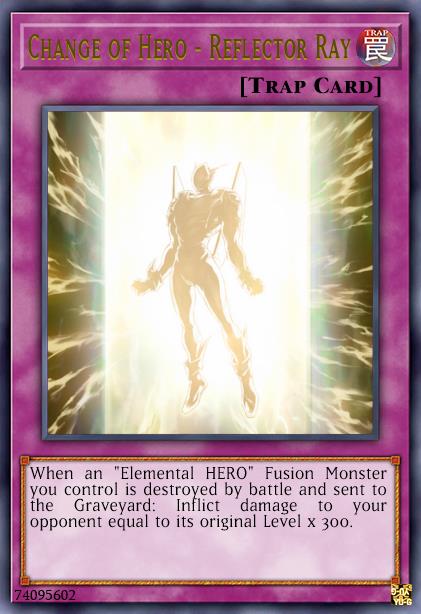 Change of Hero - Reflector Ray
TRAP
罠
[Trap Card]
When an "Elemental HERO" Fusion Monster
you control is destroyed by battle and sent to
the Graveyard: Inflict damage to your
opponent equal to its original Level x 300.
74095602